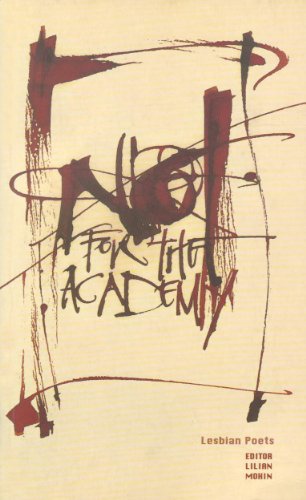 NOT
FOR THE
ACADEMY
Lesbian Poets
EDITOR
LILIAN
MOHIN